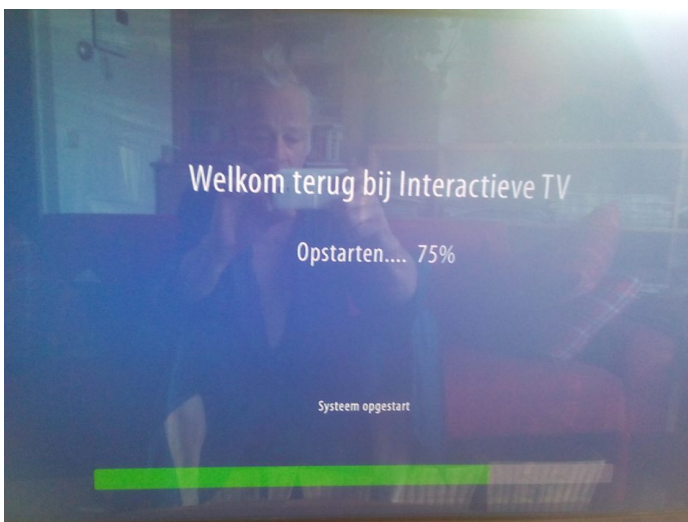 Welkom terug bij Interactieve TV
Opstarten.... 75%
Systeem opgestart